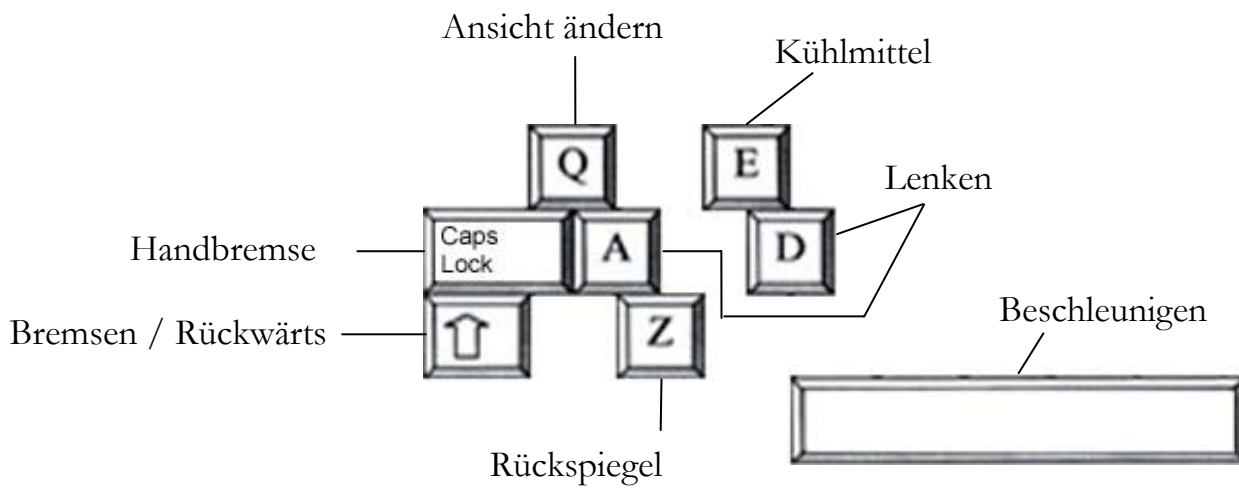 Ansicht ändern
Kühlmittel
Q
E
Lenken
Handbremse
Caps
Lock
A
D
Bremsen / Rückwärts
Z
Beschleunigen
Rückspiegel